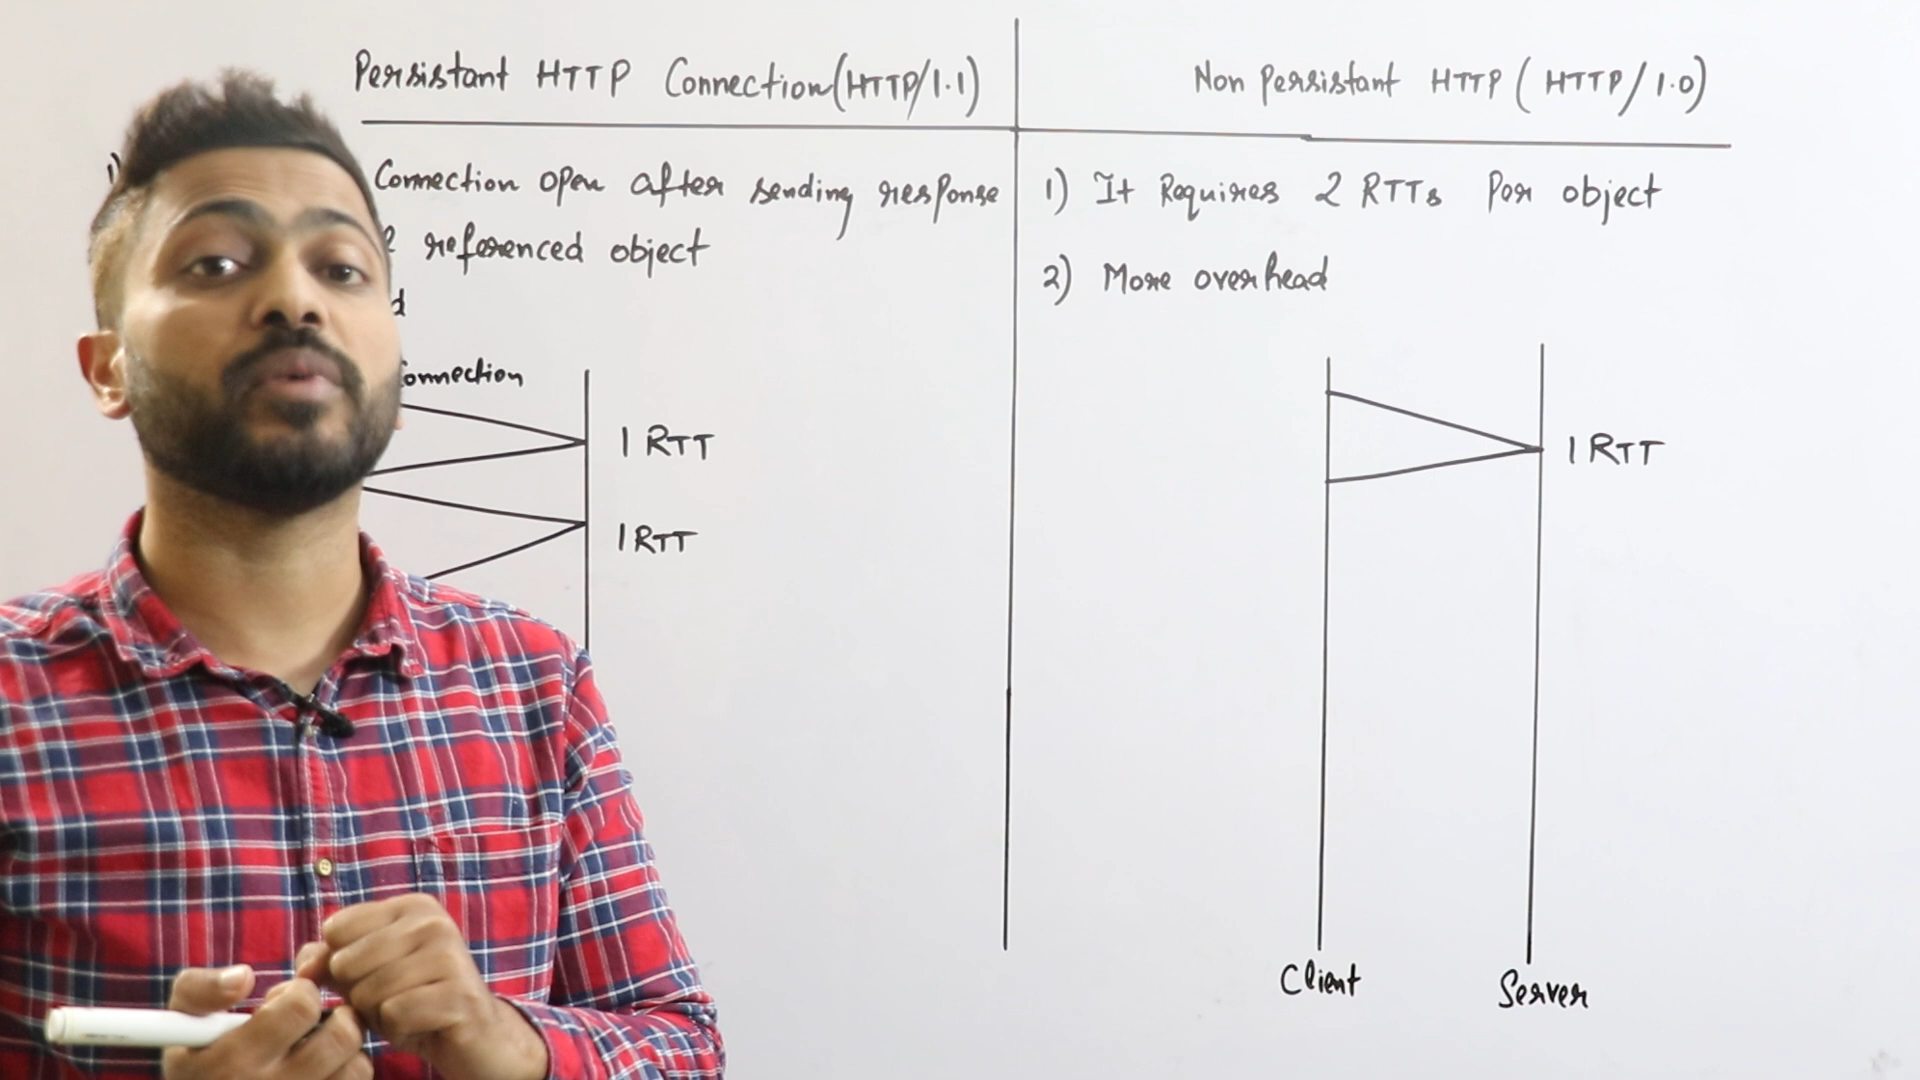 Persistant HTTP Connection (HTTP/1.1)
1) Connection open after sending response
referenced object
onnection
1 RTT
1 RTT
Non persistant HTTP (HTTP/1.0)
1) It Requires 2 RTTs Per object
2) More overhead
1 RTT
Client
Server